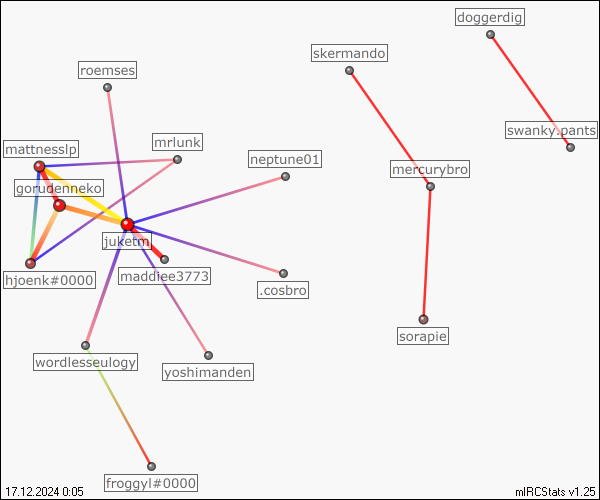 doggerdig
skermando
roemses
swanky.pants
mrlunk
mattnesslp
neptune01
mercurybro
gorudemeko
juketm
maddiee3773
hjoenk#0000
.cosbro
sorapie
wordlesseulogy
yoshimanden
froggyl#0000
17.12.2024 0:05
mIRCStats v1.25